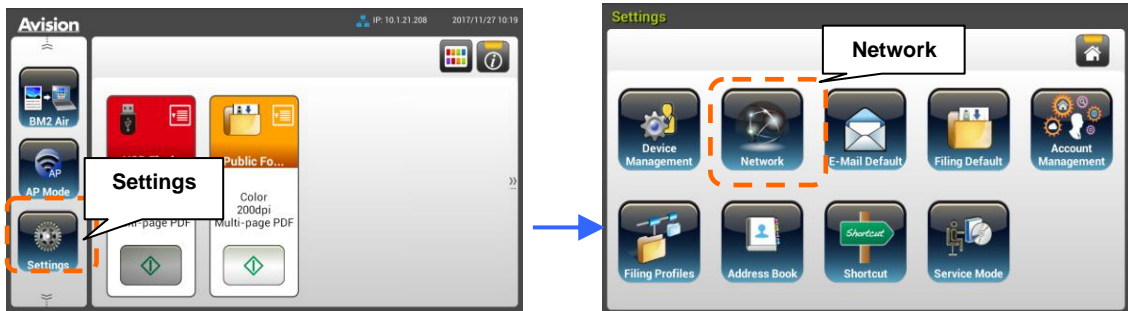 Avision
IP: 10.1.21.208 2017/11/27 10:19
BM2 Air
AP
AP Mode
Settings
Settings
Public Fo...
Color
200dpi
Multi-page PDF
page PDF
Settings
Network
Device
Management
Network
E-Mail Default
Filing Default
Account
Management
Filing Profiles
Address Book
Shortcut
Shortcut
Service Mode